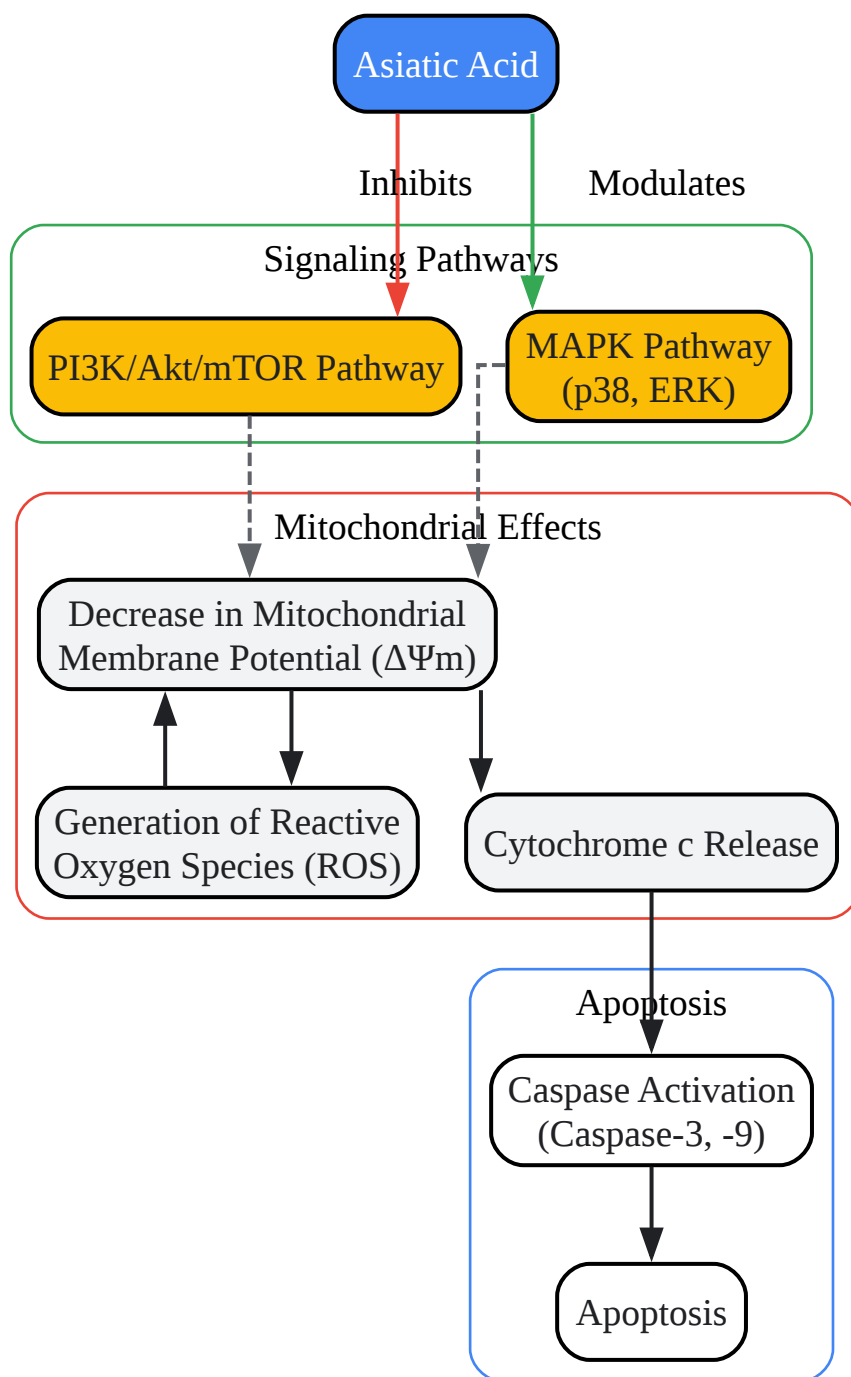 Asiatic Acid
Inhibits
Modulates
Signaling Pathways
PI3K/Akt/mTOR Pathway
MAPK Pathway
(p38, ERK)
Mitochondrial Effects
Decrease in Mitochondrial
Membrane Potential (ΔΨm)
Generation of Reactive
Oxygen Species (ROS)
Cytochrome c Release
Apoptosis
Caspase Activation
(Caspase-3, -9)
Apoptosis